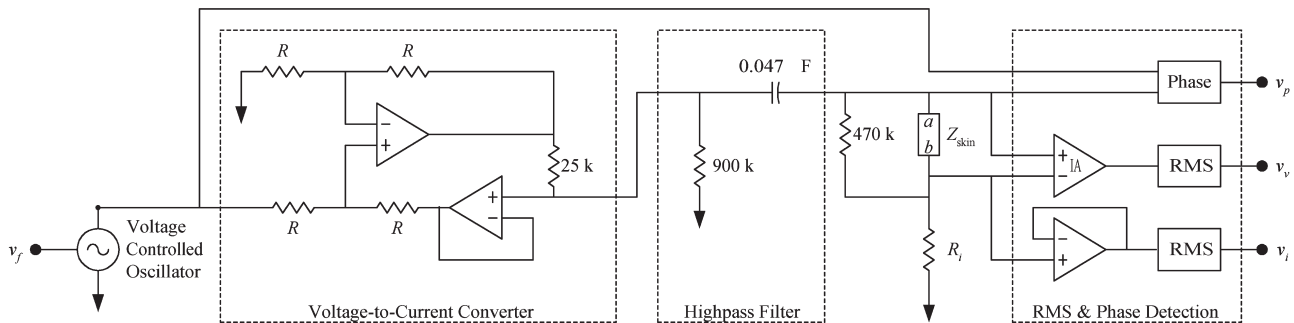 R
R
0.047 F
Phase
v_p
−
+
25 k
900 k
470 k
a
b
Z_skin
+
−
IA
RMS
v_v
+
−
R
R
v_f
Voltage
Controlled
Oscillator
R_i
−
+
RMS
v_i
Voltage-to-Current Converter
Highpass Filter
RMS & Phase Detection